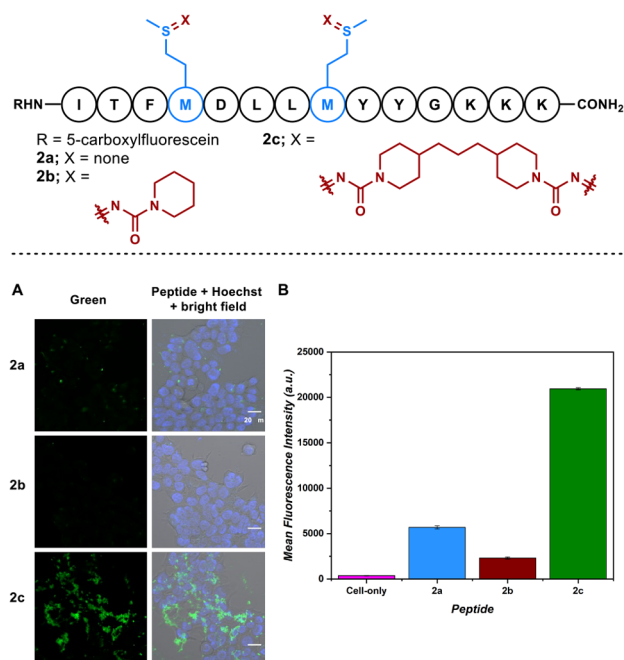 X X
S S
RHN I T F M D L L M Y Y G K K K CONH2
R = 5-carboxylfluorescein
2a; X = none
2b; X =
2c; X =
N N O
N N O N N O
A
Green
Peptide + Hoechst
+ bright field
2a
20 m
2b
2c
B
Mean Fluorescence Intensity (a.u.)
25000
20000
15000
10000
5000
0
Cell-only 2a 2b 2c
Peptide